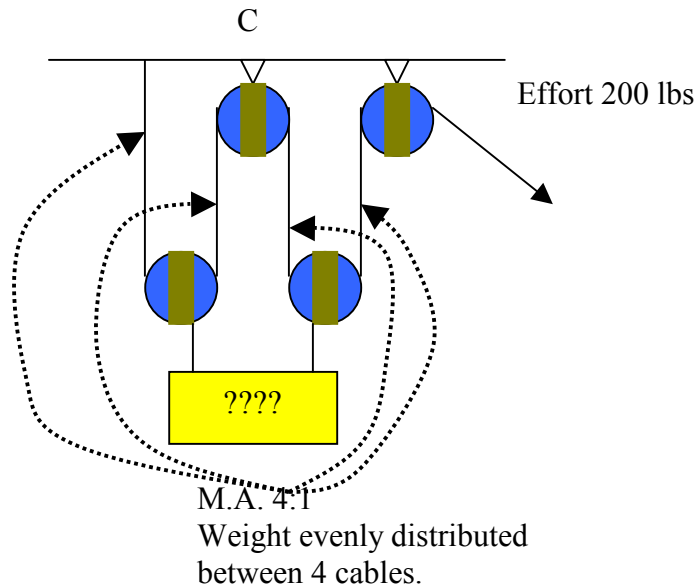 C
Effort 200 lbs
????
M.A. 4:1
Weight evenly distributed
between 4 cables.